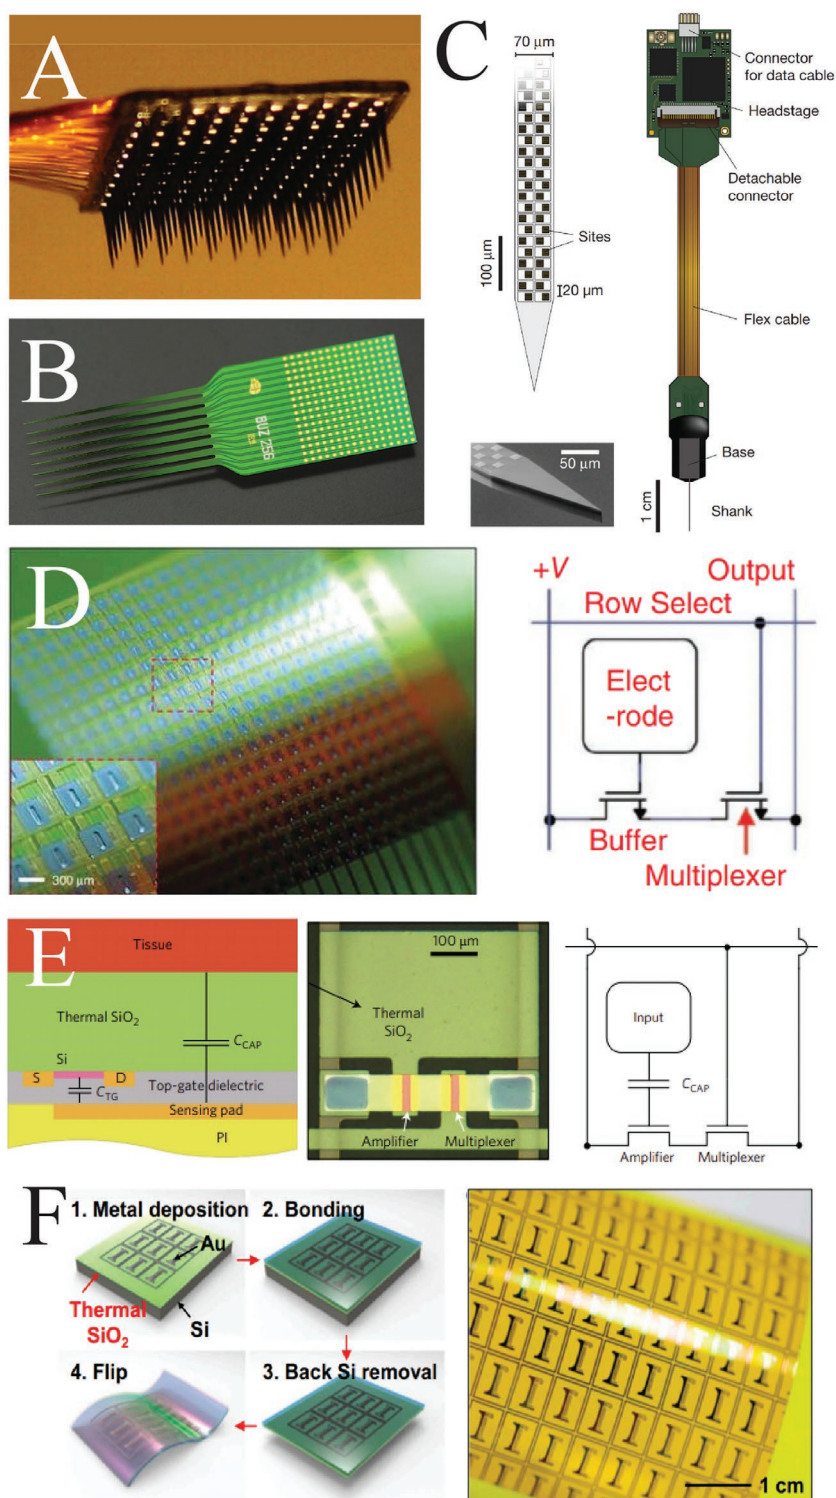 A
C
70 µm
100 µm
Sites
20 µm
50 µm
Connector
for data cable
Headstage
Detachable
connector
Flex cable
Base
1 cm
Shank
B
BUZ 256
D
300 µm
+V
Output
Row Select
Elect
-rode
Buffer
Multiplexer
E
Tissue
Thermal SiO2
CCAP
Si
S
D
CTG
Top-gate dielectric
Sensing pad
PI
100 µm
Thermal
SiO2
Amplifier
Multiplexer
Input
CCAP
Amplifier
Multiplexer
F
1. Metal deposition
Au
Thermal
SiO2
Si
2. Bonding
4. Flip
3. Back Si removal
1 cm